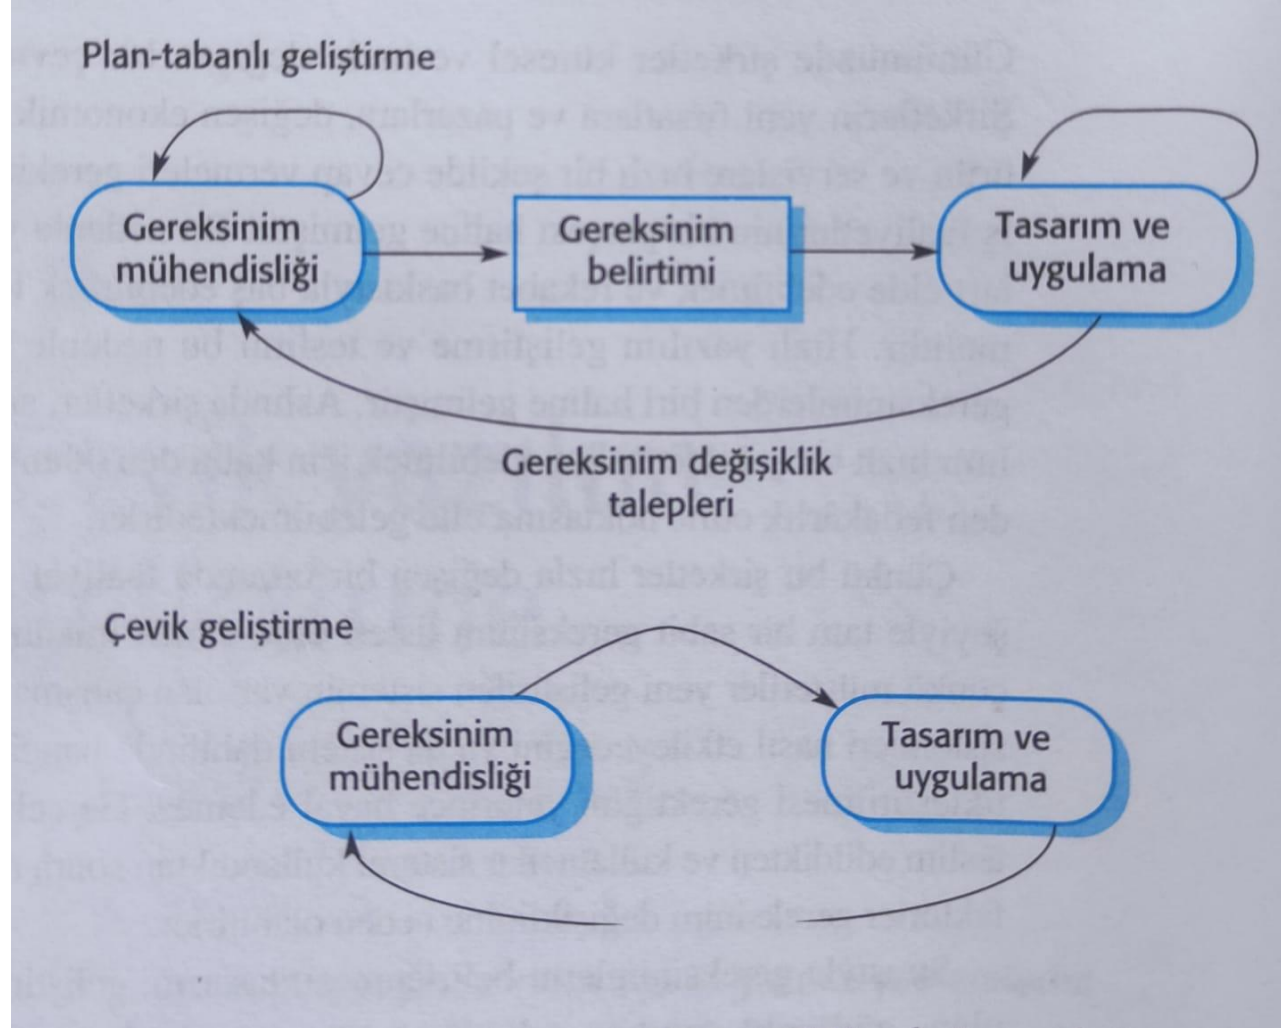 Plan-tabanlı geliştirme
Gereksinim
mühendisliği
Gereksinim
belirtimi
Tasarım ve
uygulama
Gereksinim değişiklik
talepleri
Çevik geliştirme
Gereksinim
mühendisliği
Tasarım ve
uygulama